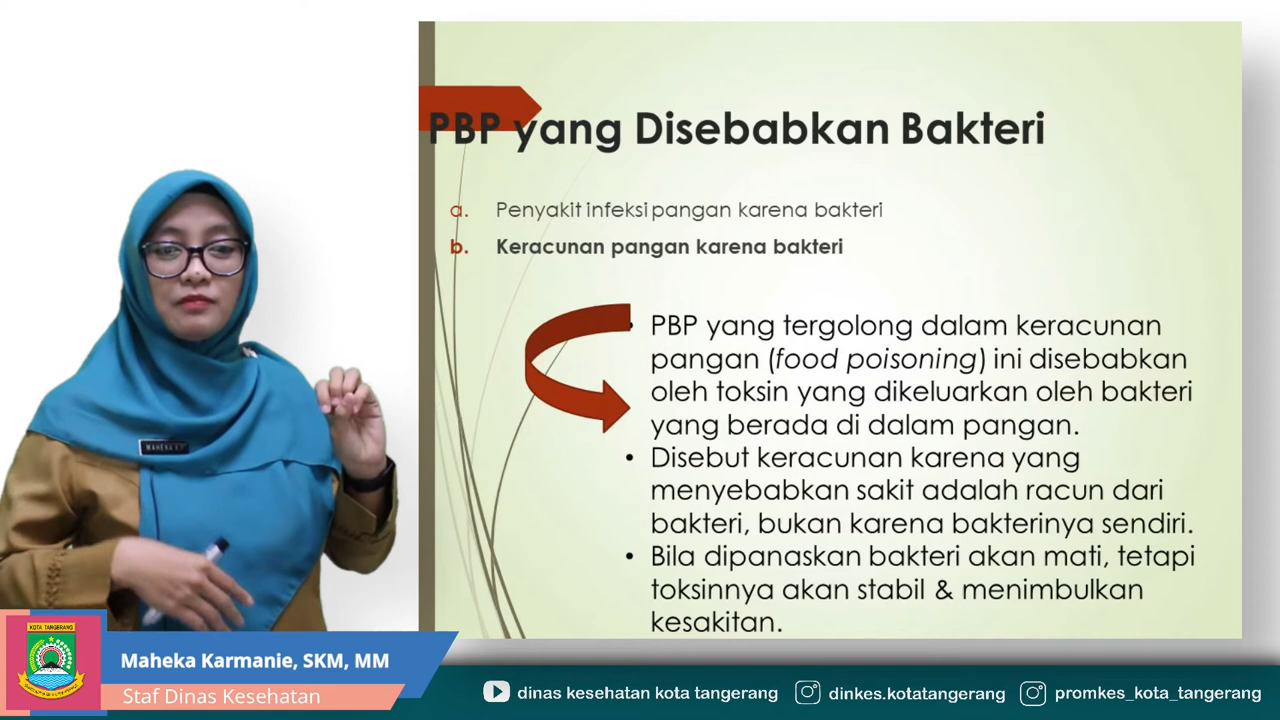 PBP yang Disebabkan Bakteri
a. Penyakit infeksi pangan karena bakteri
b. Keracunan pangan karena bakteri
• PBP yang tergolong dalam keracunan
pangan (food poisoning) ini disebabkan
oleh toksin yang dikeluarkan oleh bakteri
yang berada di dalam pangan.
• Disebut keracunan karena yang
menyebabkan sakit adalah racun dari
bakteri, bukan karena bakterinya sendiri.
• Bila dipanaskan bakteri akan mati, tetapi
toksinnya akan stabil & menimbulkan
kesakitan.
KOTA TANGERANG
Maheka Karmanie, SKM, MM
Staf Dinas Kesehatan
dinas kesehatan kota tangerang
dinkes.kotatangerang
promkes_kota_tangerang